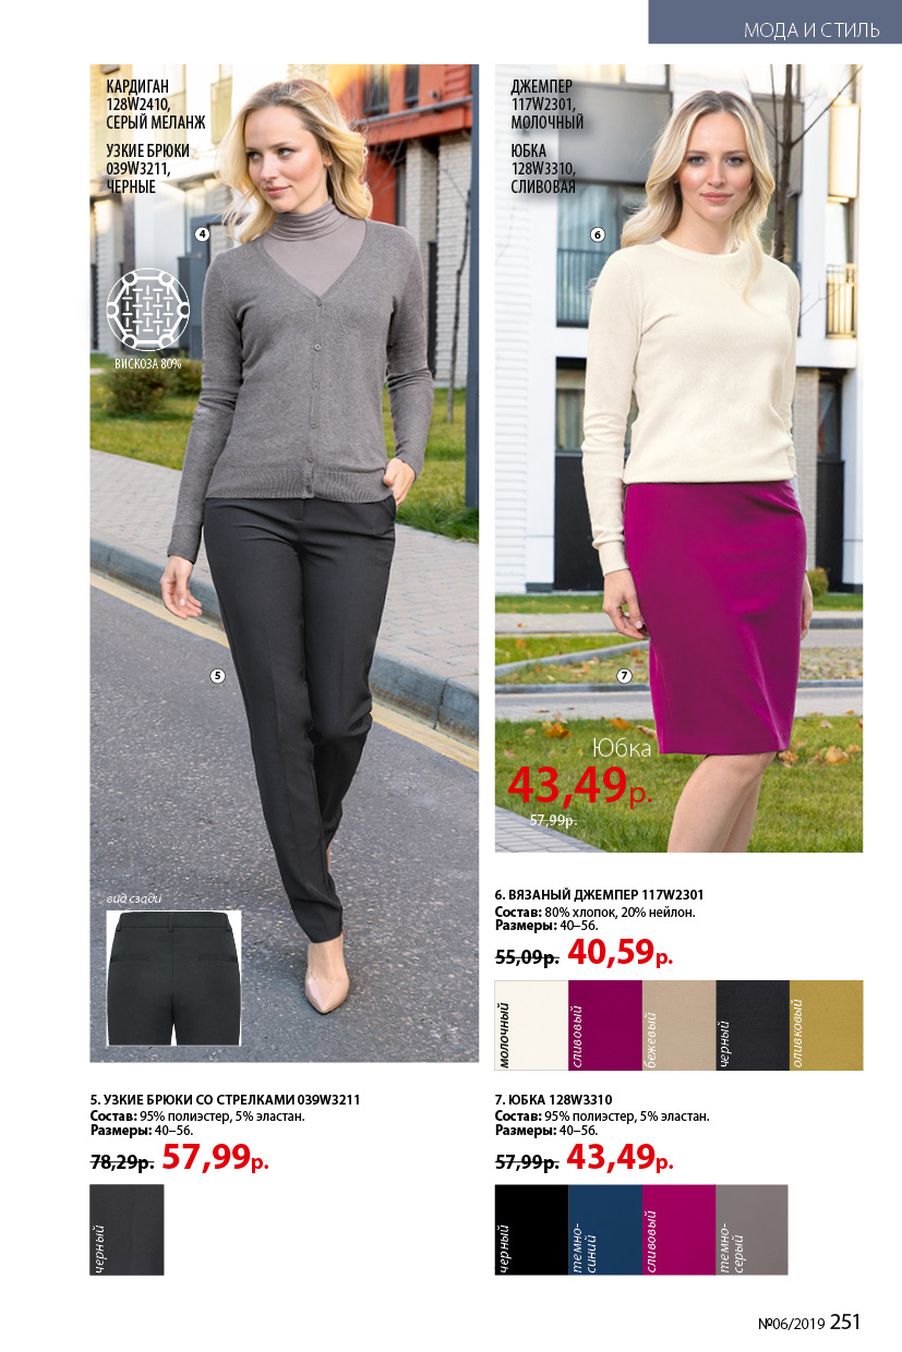 МОДА И СТИЛЬ
КАРДИГАН
128W2410,
СЕРЫЙ МЕЛАНЖ
УЗКИЕ БРЮКИ
039W3211,
ЧЕРНЫЕ
4
ВИСКОЗА 80%
5
вид сзади
ДЖЕМПЕР
117W2301,
МОЛОЧНЫЙ
ЮБКА
128W3310,
СЛИВОВАЯ
6
7
Юбка
43,49р.
57,99р.
6. ВЯЗАНЫЙ ДЖЕМПЕР 117W2301
Состав: 80% хлопок, 20% нейлон.
Размеры: 40–56.
55,09р. 40,59р.
молочный
сливовый
бежевый
черный
оливковый
5. УЗКИЕ БРЮКИ СО СТРЕЛКАМИ 039W3211
Состав: 95% полиэстер, 5% эластан.
Размеры: 40–56.
78,29р. 57,99р.
черный
7. ЮБКА 128W3310
Состав: 95% полиэстер, 5% эластан.
Размеры: 40–56.
57,99р. 43,49р.
черный
темно-
синий
сливовый
темно-
серый
№06/2019 251